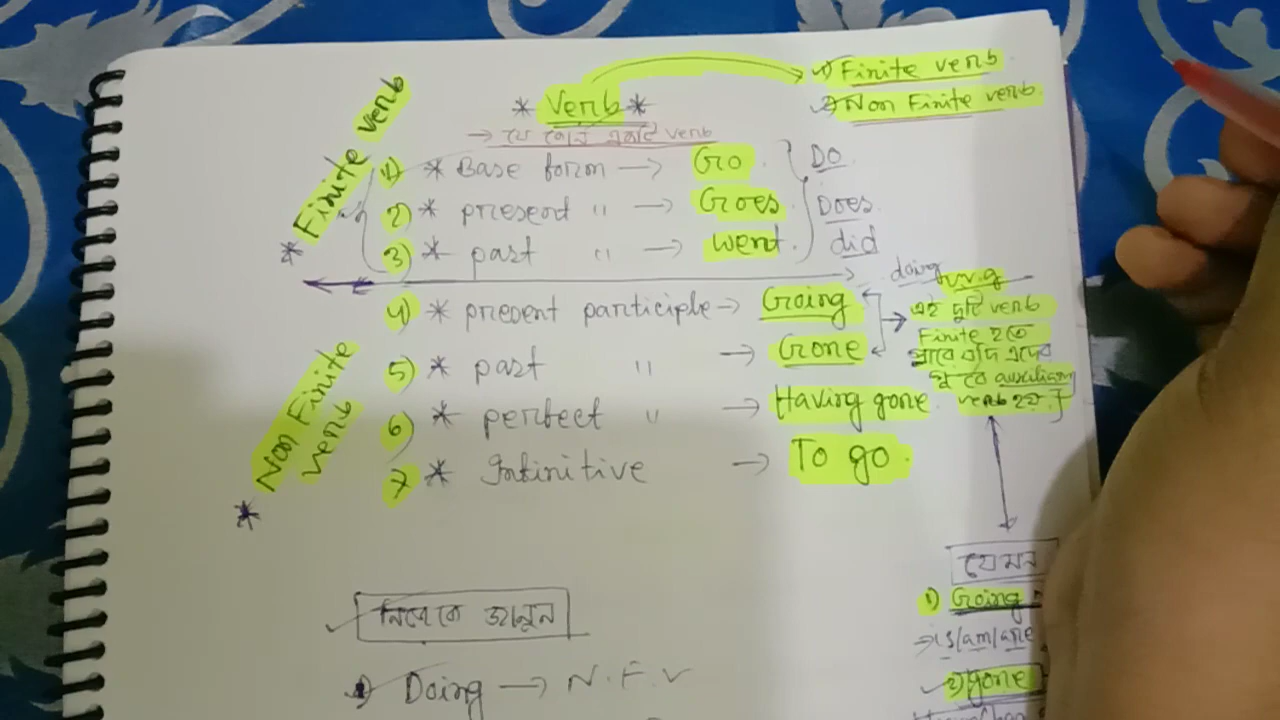 * Verb *
১) Finite verb
২) Non Finite verb.
→ যে কোন একটি verb
* Finite verb
1) * Base form → Go
2) * present " → Goes
3) * past " → went
Do
Does
did
* Non Finite verb
4) * present participle → Going
5) * past " → Gone
6) * perfect " → Having gone
7) * Infinitive → To go.
doing
এই দুটি verb
Finite হতে
পারে যদি এদের
পূর্বে auxiliary
verb হয়.]
যেমন
1) Going
→ is/am/are
2) gone
নিজেকে জানুন
1) Doing → N.F.V